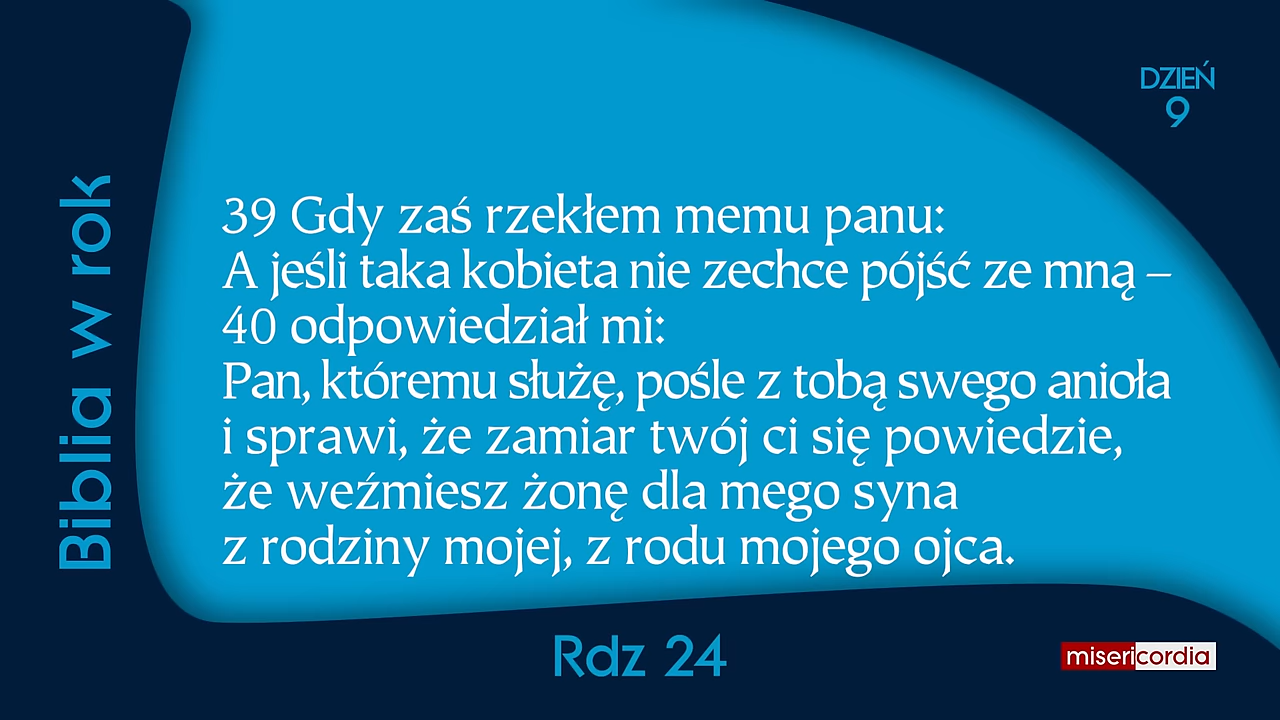 DZIEŃ
9
Biblia w rok
39 Gdy zaś rzekłem memu panu:
A jeśli taka kobieta nie zechce pójść ze mną –
40 odpowiedział mi:
Pan, któremu służę, pośle z tobą swego anioła
i sprawi, że zamiar twój ci się powiedzie,
że weźmiesz żonę dla mego syna
z rodziny mojej, z rodu mojego ojca.
Rdz 24
misericordia